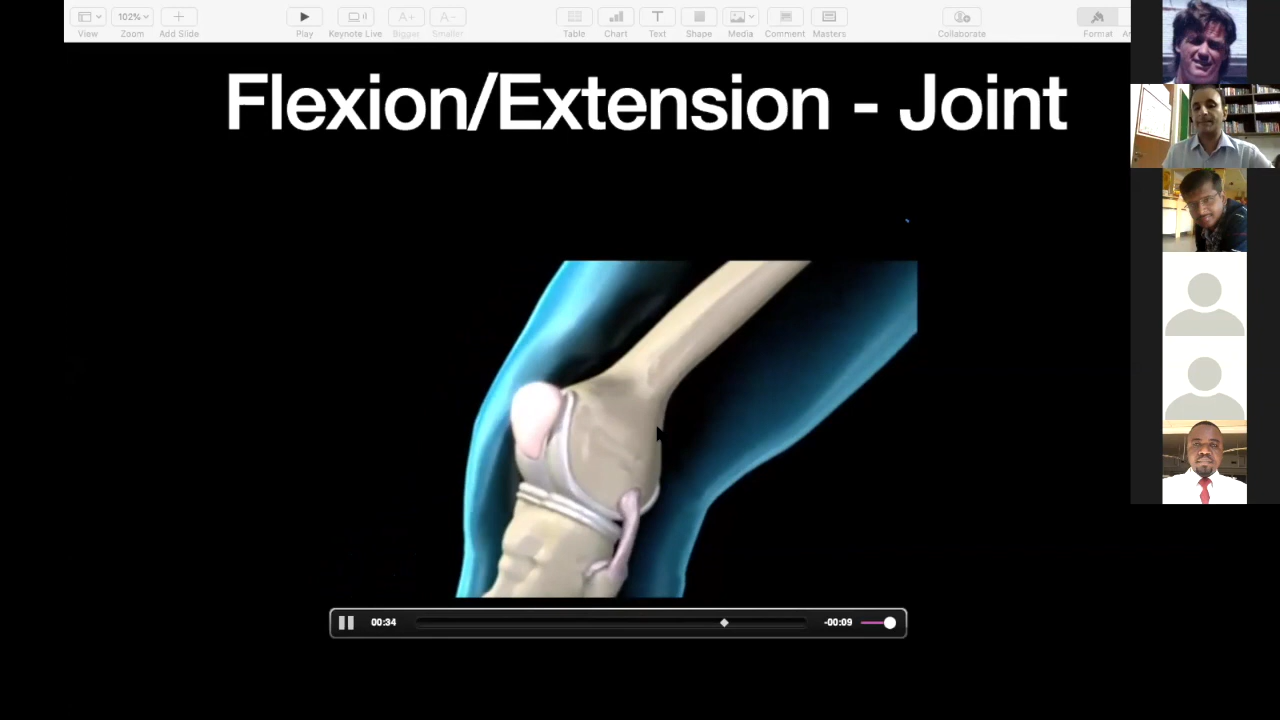 102%
View Zoom Add Slide Play Keynote Live Bigger Smaller Table Chart Text Shape Media Comment Masters Collaborate Format
Flexion/Extension - Joint
00:34 -00:09